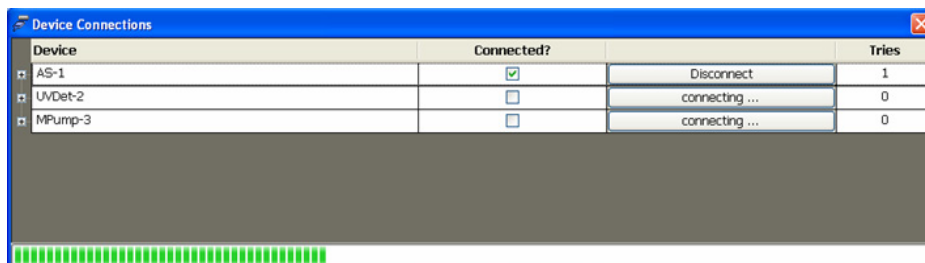 Device Connections
Device Connected? Tries
AS-1 Disconnect 1
UVDet-2 connecting ... 0
MPump-3 connecting ... 0